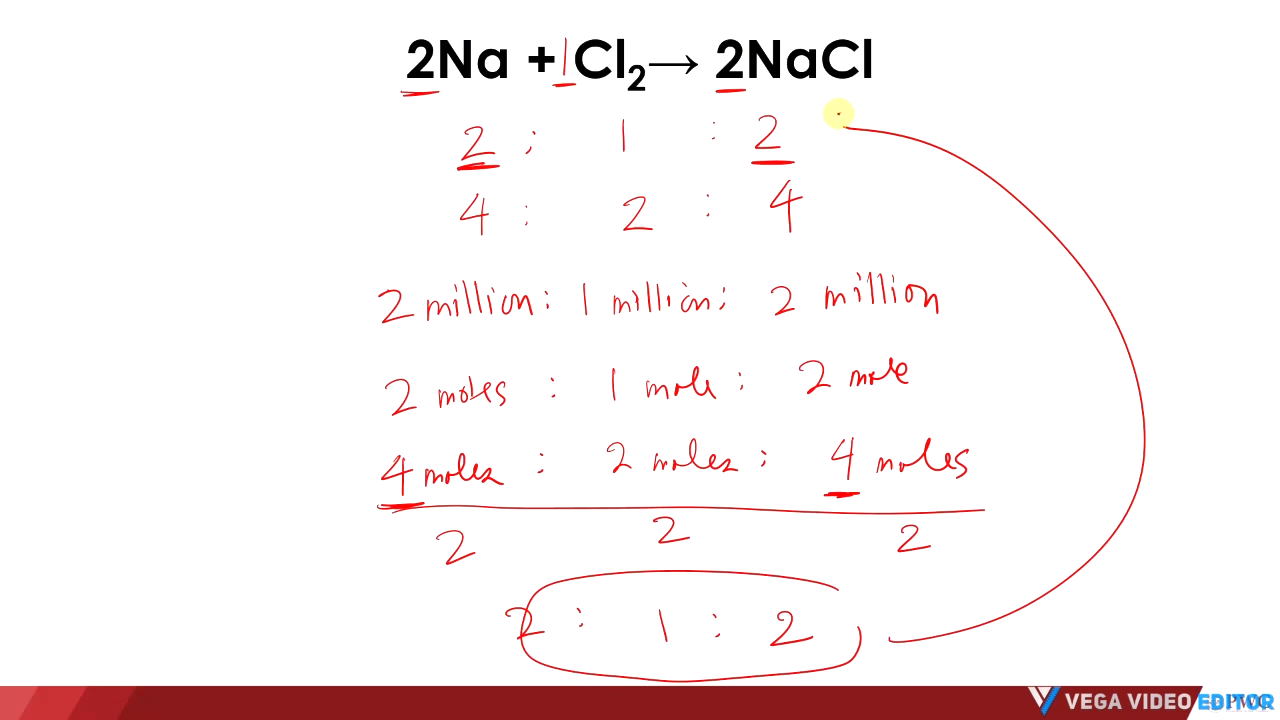 2Na + 1Cl₂→ 2NaCl
2 : 1 : 2
4 : 2 : 4
2 million : 1 million : 2 million
2 moles : 1 mole : 2 mole
4 moles : 2 moles : 4 moles
2 2 2
2 : 1 : 2
VEGA VIDEO EDITOR